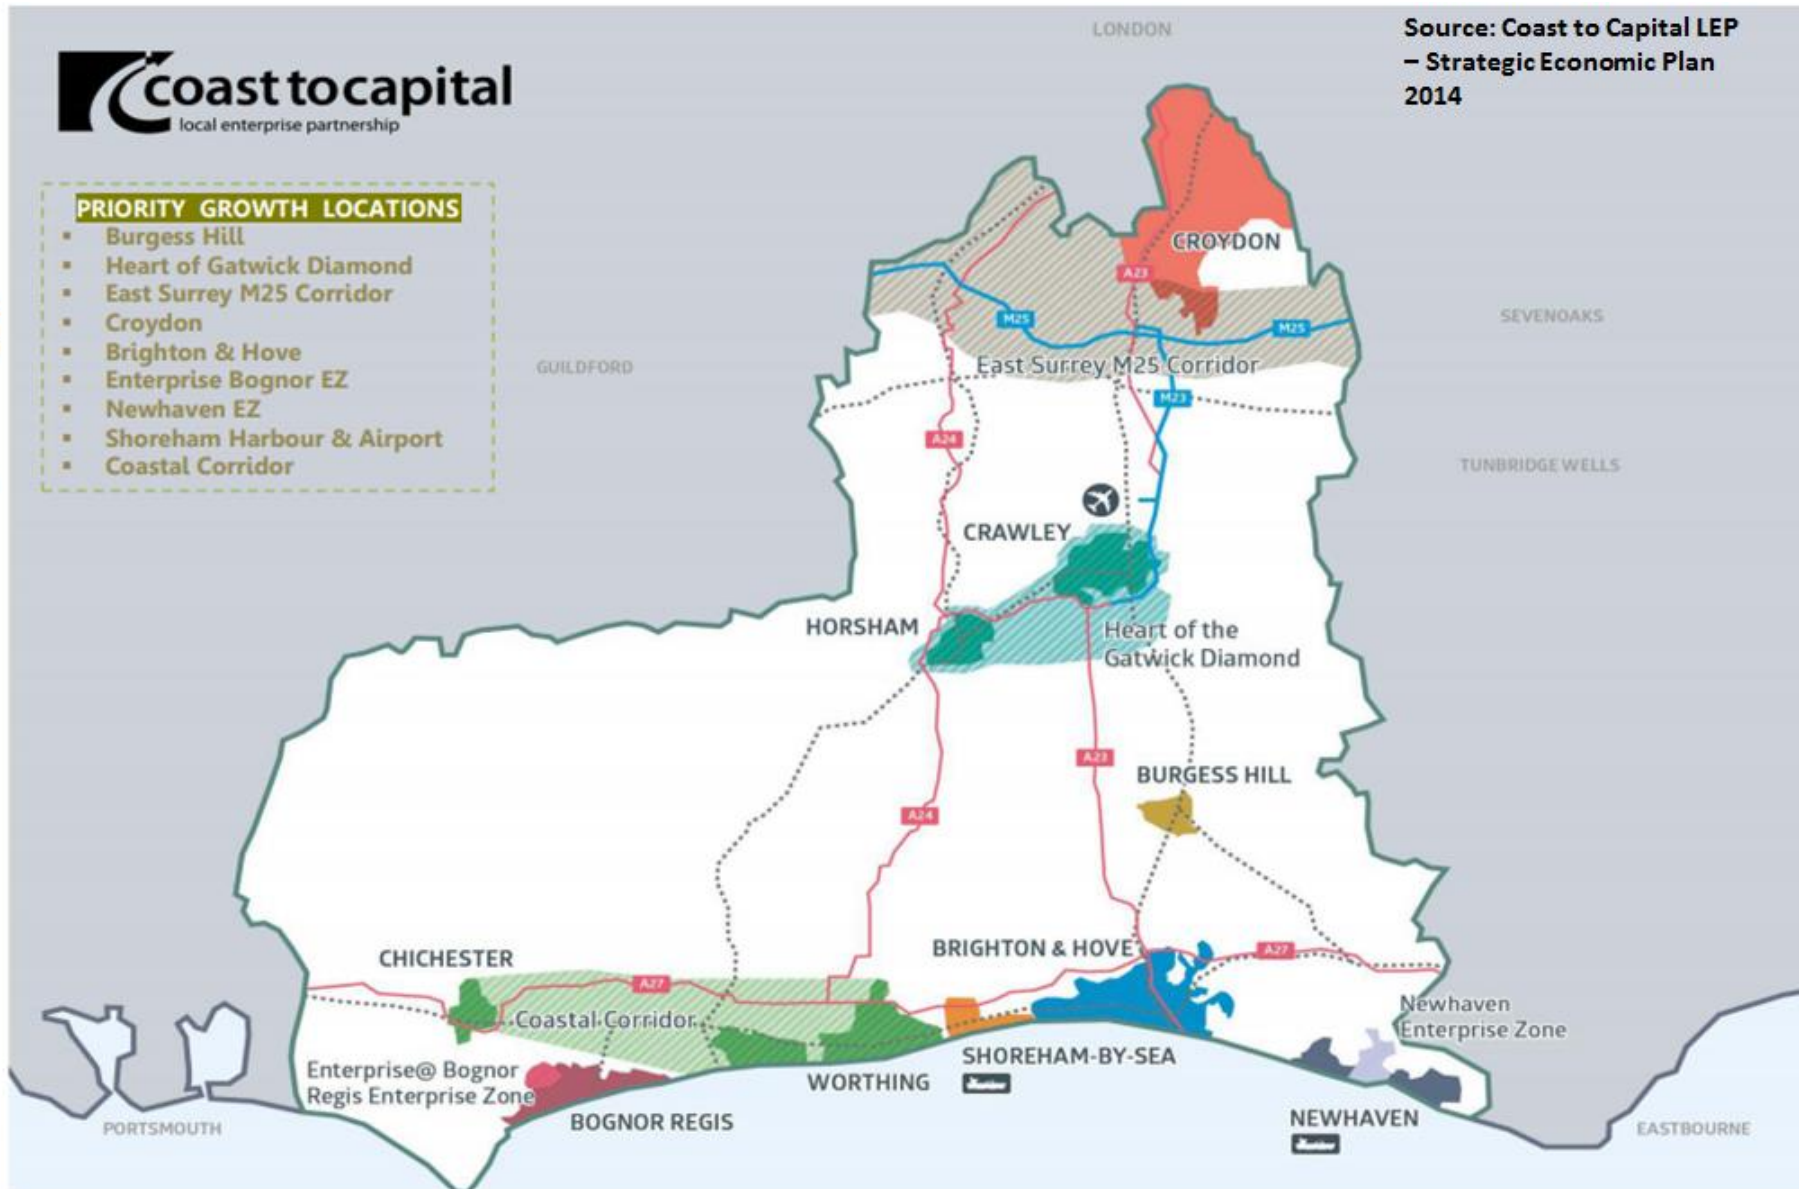 LONDON
Source: Coast to Capital LEP
– Strategic Economic Plan
2014
coast to capital
local enterprise partnership
PRIORITY GROWTH LOCATIONS
▪ Burgess Hill
▪ Heart of Gatwick Diamond
▪ East Surrey M25 Corridor
▪ Croydon
▪ Brighton & Hove
▪ Enterprise Bognor EZ
▪ Newhaven EZ
▪ Shoreham Harbour & Airport
▪ Coastal Corridor
CROYDON
A23
M25
M25
SEVENOAKS
GUILDFORD
East Surrey M25 Corridor
M23
A24
TUNBRIDGE WELLS
CRAWLEY
HORSHAM
Heart of the
Gatwick Diamond
A23
BURGESS HILL
A24
CHICHESTER
BRIGHTON & HOVE
A27
A27
Coastal Corridor
Newhaven
Enterprise Zone
SHOREHAM-BY-SEA
Enterprise@ Bognor
Regis Enterprise Zone
WORTHING
BOGNOR REGIS
NEWHAVEN
PORTSMOUTH
EASTBOURNE